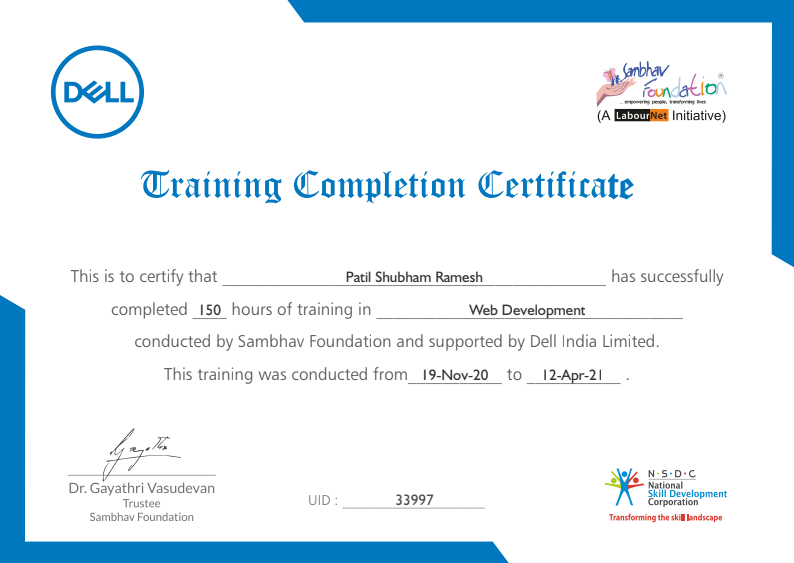 DELL
Sambhav
Foundation®
...empowering people, transforming lives
(A LabourNet Initiative)
Training Completion Certificate
This is to certify that Patil Shubham Ramesh has successfully
completed 150 hours of training in Web Development
conducted by Sambhav Foundation and supported by Dell India Limited.
This training was conducted from 19-Nov-20 to 12-Apr-21 .
Dr. Gayathri Vasudevan
Trustee
Sambhav Foundation
UID : 33997
N·S·D·C
National
Skill Development
Corporation
Transforming the skill landscape